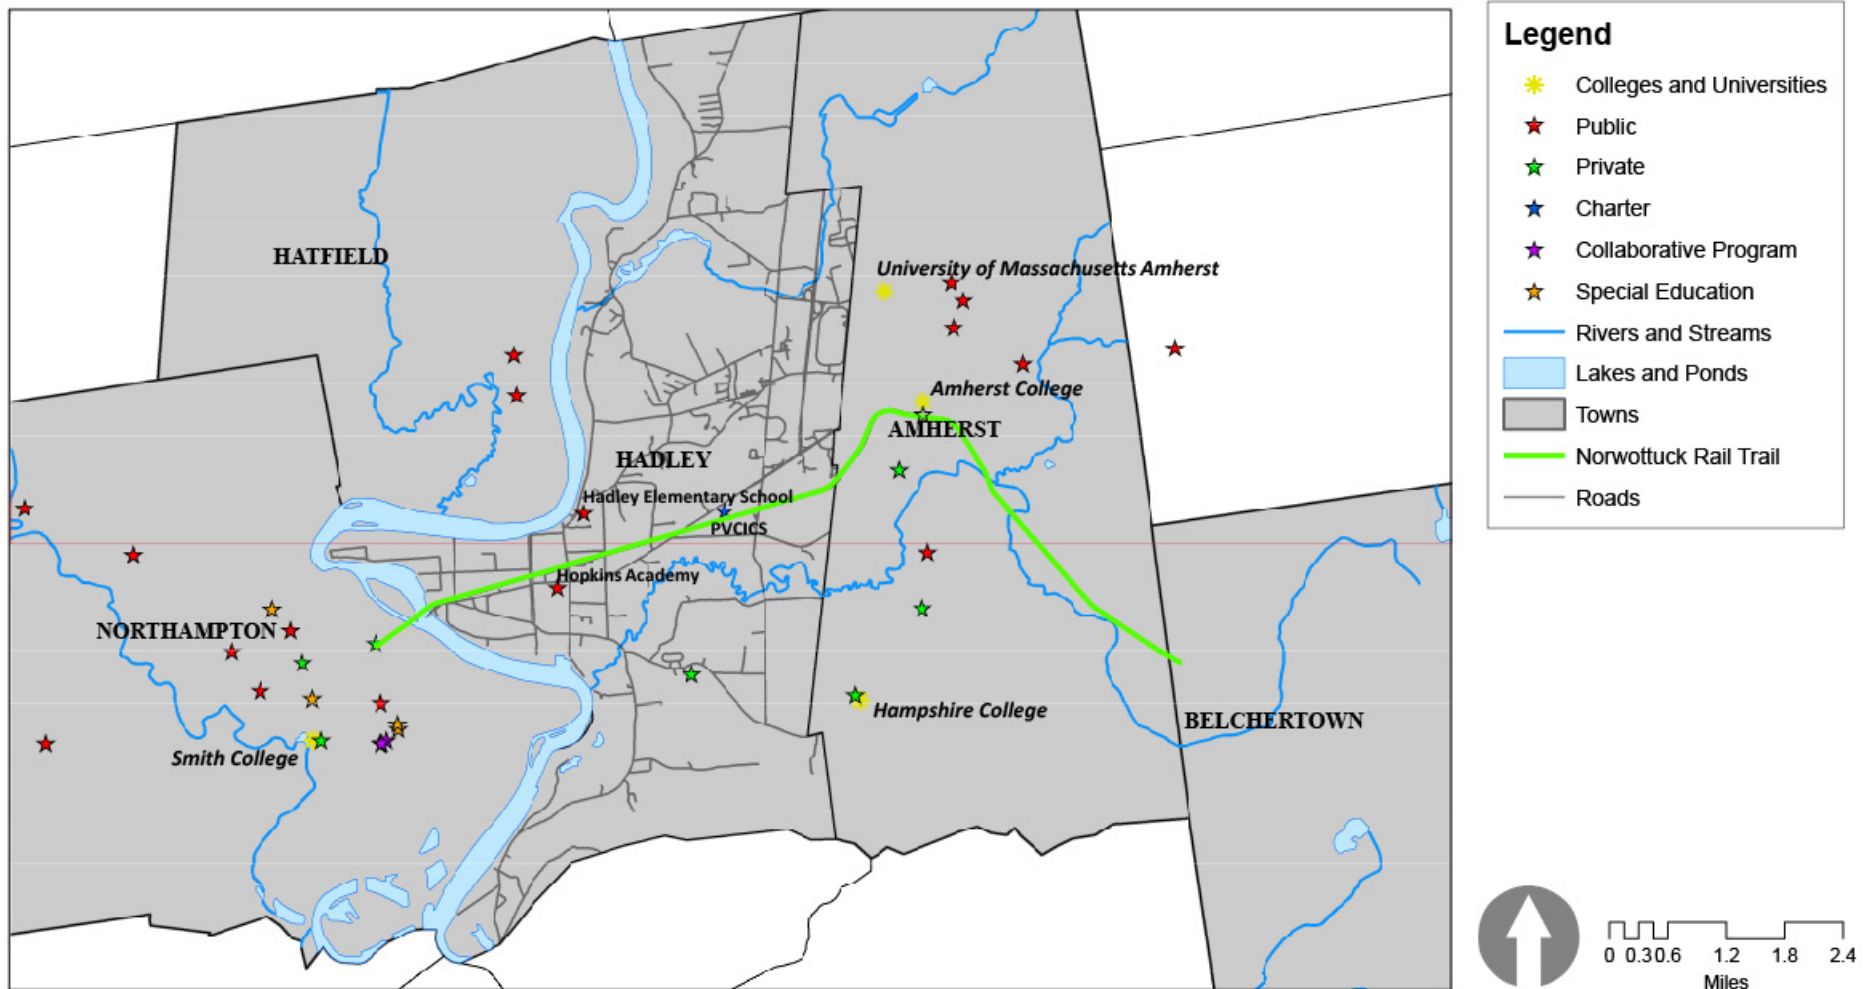 HATFIELD
University of Massachusetts Amherst
Amherst College
AMHERST
HADLEY
Hadley Elementary School
PVCICS
Hopkins Academy
NORTHAMPTON
Smith College
Hampshire College
BELCHERTOWN
Legend
Colleges and Universities
Public
Private
Charter
Collaborative Program
Special Education
Rivers and Streams
Lakes and Ponds
Towns
Norwottuck Rail Trail
Roads
0 0.3 0.6 1.2 1.8 2.4
Miles